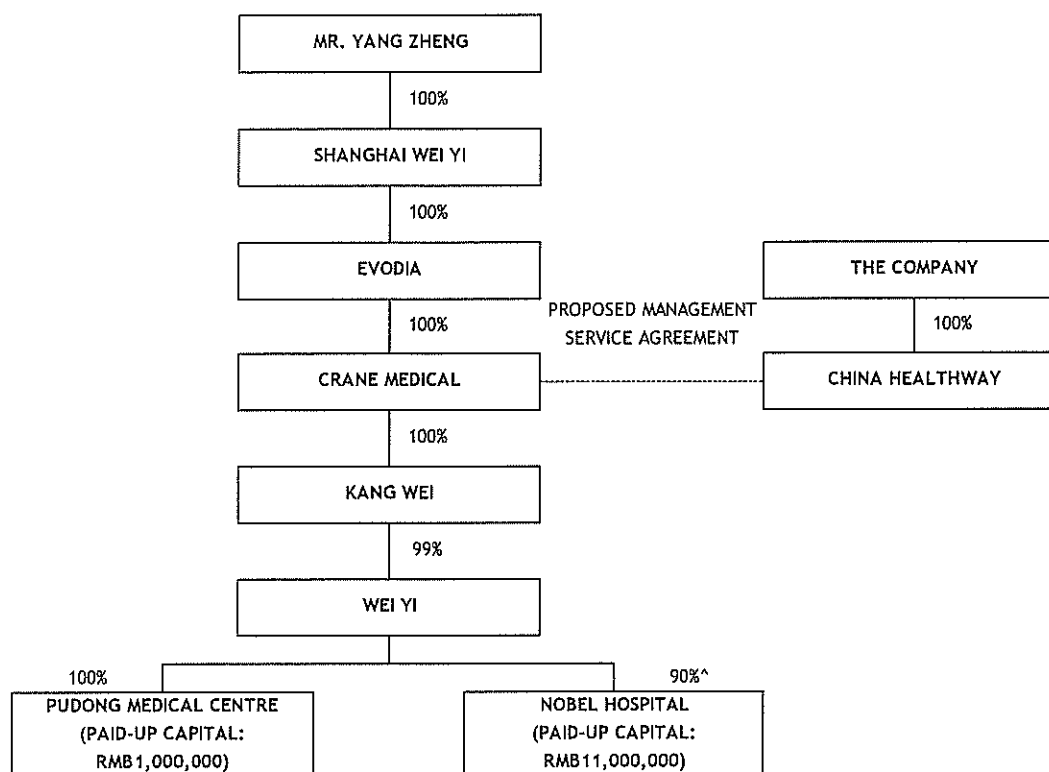 MR. YANG ZHENG
100%
SHANGHAI WEI YI
100%
EVODIA
THE COMPANY
PROPOSED MANAGEMENT
SERVICE AGREEMENT
100%
100%
CRANE MEDICAL
CHINA HEALTHWAY
100%
KANG WEI
99%
WEI YI
100%
90%^
PUDONG MEDICAL CENTRE
(PAID-UP CAPITAL:
RMB1,000,000)
NOBEL HOSPITAL
(PAID-UP CAPITAL:
RMB11,000,000)